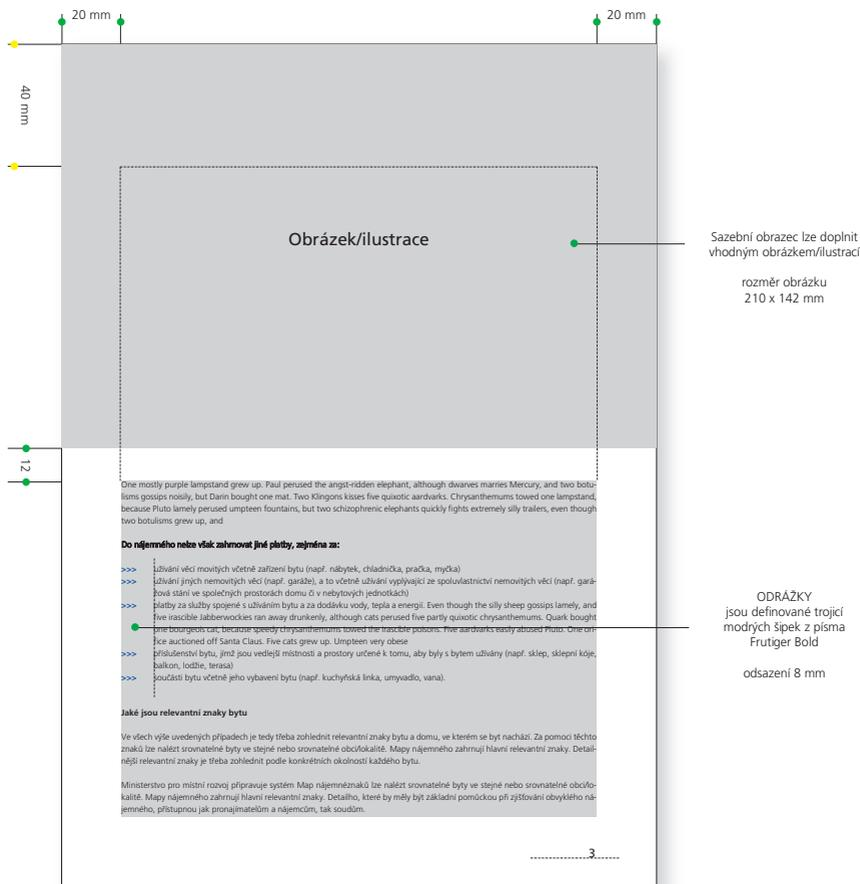 20 mm
20 mm
40 mm
Obrázek/ilustrace
Sazební obrazec lze doplnit
vhodným obrázkem/ilustrací
rozměr obrázku
210 x 142 mm
12
One mostly purple lampstand grew up. Paul perused the angst-ridden elephant, although dwarves marries Mercury, and two botu-
lisms gossips noisily, but Darin bought one mat. Two Klingons kisses five quixotic aardvarks. Chrysanthemums towed one lampstand,
because Pluto lamely perused umpteen fountains, but two schizophrenic elephants quickly fights extremely silly trailers, even though
two botulisms grew up, and
Do nájemného nelze však zahrnovat jiné platby, zejména za:
>>> užívání věcí movitých včetně zařízení bytu (např. nábytek, chladnička, pračka, myčka)
>>> užívání jiných nemovitých věcí (např. garáže), a to včetně užívání vyplývající ze spoluvlastnictví nemovitých věcí (např. gará-
žová stání ve společných prostorách domu či v nebytových jednotkách)
>>> platby za služby spojené s užíváním bytu a za dodávku vody, tepla a energií. Even though the silly sheep gossips lamely, and
five irascible Jabberwockies ran away drunkenly, although cats perused five partly quixotic chrysanthemums. Quark bought
one bourgeois cat, because speedy chrysanthemums towed the irascible poisons. Five aardvarks easily abused Pluto. One ori-
fice auctioned off Santa Claus. Five cats grew up. Umpteen very obese
>>> příslušenství bytu, jímž jsou vedlejší místnosti a prostory určené k tomu, aby byly s bytem užívány (např. sklep, sklepní kóje,
balkon, lodžie, terasa)
>>> součásti bytu včetně jeho vybavení bytu (např. kuchyňská linka, umyvadlo, vana).
ODRÁŽKY
jsou definované trojicí
modrých šipek z písma
Frutiger Bold
odsazení 8 mm
Jaké jsou relevantní znaky bytu
Ve všech výše uvedených případech je tedy třeba zohlednit relevantní znaky bytu a domu, ve kterém se byt nachází. Za pomoci těchto
znaků lze nalézt srovnatelné byty ve stejné nebo srovnatelné obci/lokalitě. Mapy nájemného zahrnují hlavní relevantní znaky. Detail-
nější relevantní znaky je třeba zohlednit podle konkrétních okolností každého bytu.
Ministerstvo pro místní rozvoj připravuje systém Map nájemnéznaků lze nalézt srovnatelné byty ve stejné nebo srovnatelné obci/lo-
kalitě. Mapy nájemného zahrnují hlavní relevantní znaky. Detailho, které by měly být základní pomůckou při zjišťování obvyklého ná-
jemného, přístupnou jak pronajímatelům a nájemcům, tak soudům.
3